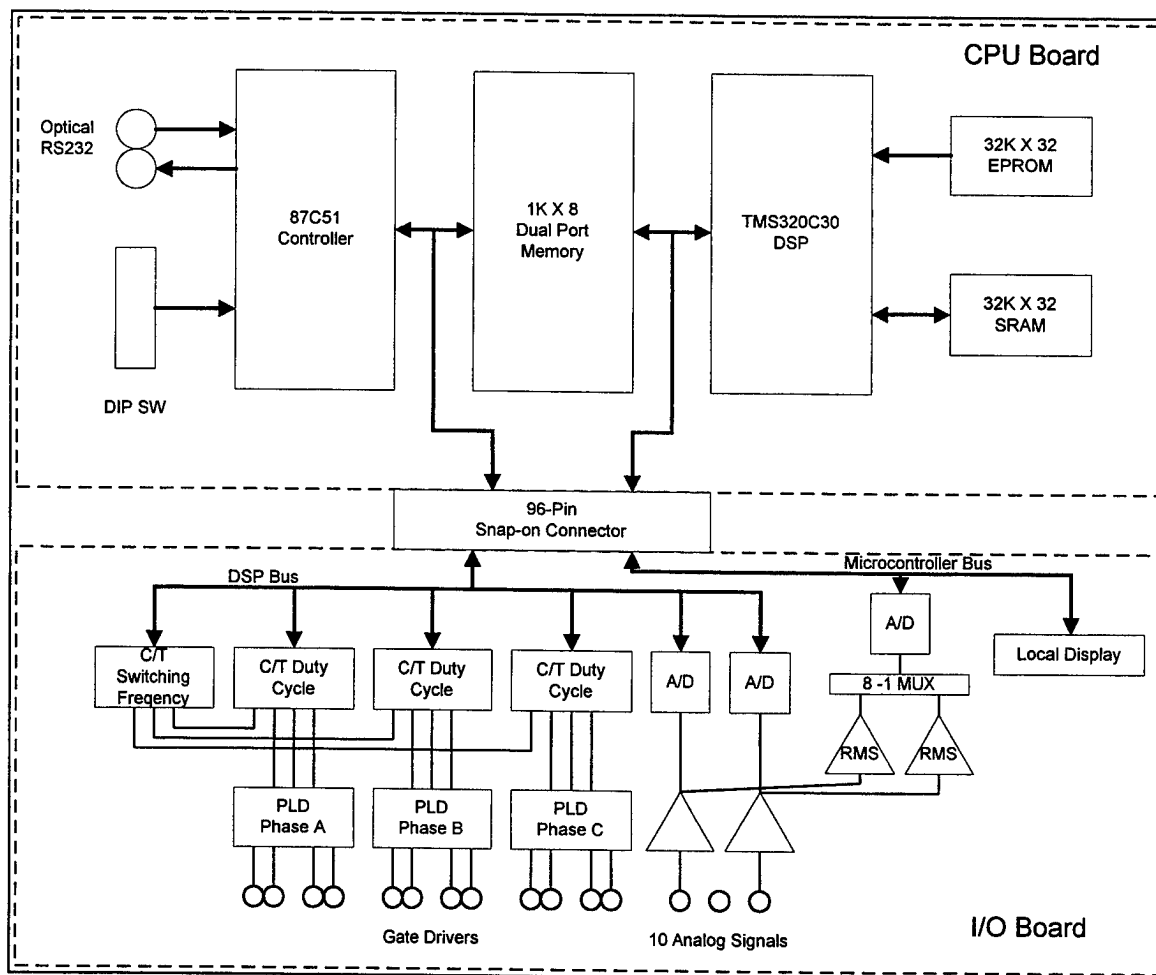 CPU Board
Optical
RS232
DIP SW
87C51
Controller
1K X 8
Dual Port
Memory
TMS320C30
DSP
32K X 32
EPROM
32K X 32
SRAM
96-Pin
Snap-on Connector
DSP Bus
Microcontroller Bus
C/T
Switching
Freqency
C/T Duty
Cycle
C/T Duty
Cycle
C/T Duty
Cycle
A/D
A/D
A/D
8 -1 MUX
RMS
RMS
Local Display
PLD
Phase A
PLD
Phase B
PLD
Phase C
Gate Drivers
10 Analog Signals
I/O Board